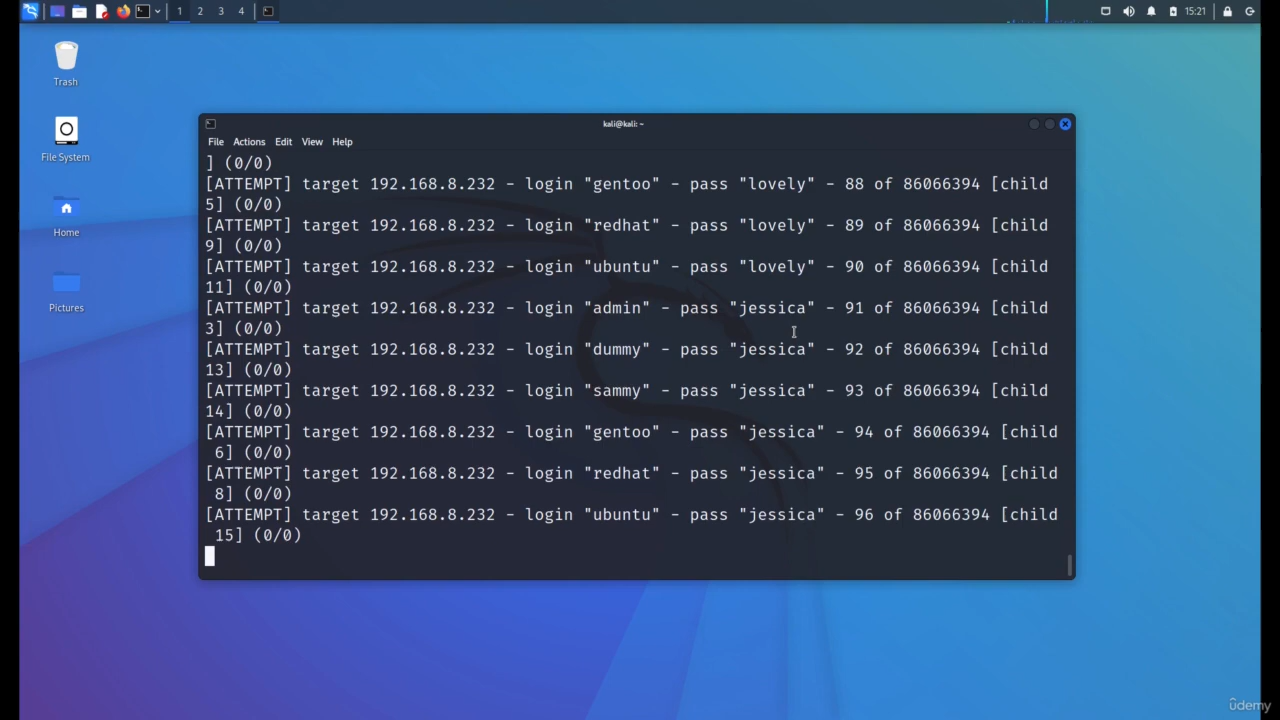 1 2 3 4
15:21
Trash
File System
Home
Pictures
kali@kali: ~
File Actions Edit View Help
] (0/0)
[ATTEMPT] target 192.168.8.232 - login "gentoo" - pass "lovely" - 88 of 86066394 [child
5] (0/0)
[ATTEMPT] target 192.168.8.232 - login "redhat" - pass "lovely" - 89 of 86066394 [child
9] (0/0)
[ATTEMPT] target 192.168.8.232 - login "ubuntu" - pass "lovely" - 90 of 86066394 [child
11] (0/0)
[ATTEMPT] target 192.168.8.232 - login "admin" - pass "jessica" - 91 of 86066394 [child
3] (0/0)
[ATTEMPT] target 192.168.8.232 - login "dummy" - pass "jessica" - 92 of 86066394 [child
13] (0/0)
[ATTEMPT] target 192.168.8.232 - login "sammy" - pass "jessica" - 93 of 86066394 [child
14] (0/0)
[ATTEMPT] target 192.168.8.232 - login "gentoo" - pass "jessica" - 94 of 86066394 [child
6] (0/0)
[ATTEMPT] target 192.168.8.232 - login "redhat" - pass "jessica" - 95 of 86066394 [child
8] (0/0)
[ATTEMPT] target 192.168.8.232 - login "ubuntu" - pass "jessica" - 96 of 86066394 [child
15] (0/0)
ûdemy